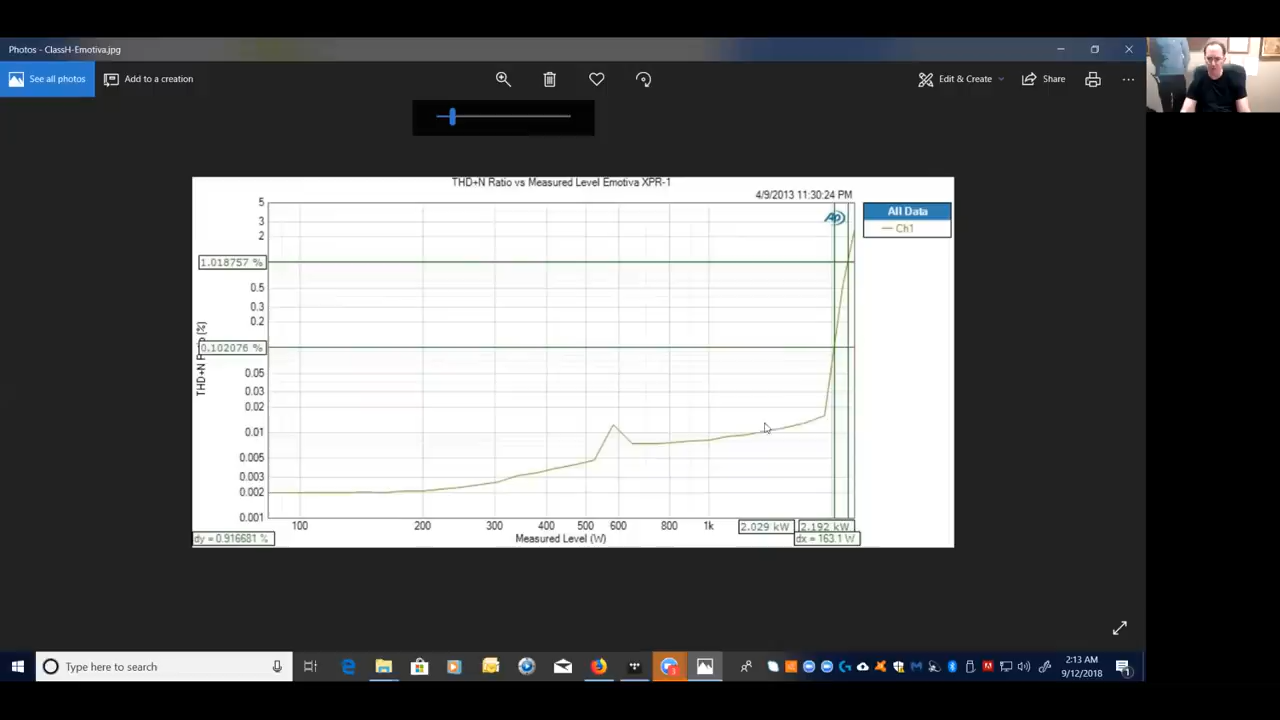 Photos - ClassH-Emotiva.jpg
See all photos
Add to a creation
Edit & Create
Share
THD+N Ratio vs Measured Level Emotiva XPR-1
4/9/2013 11:30:24 PM
AP
All Data
Ch1
5
3
2
1.018757 %
0.5
0.3
0.2
0.102076 %
0.05
0.03
0.02
0.01
0.005
0.003
0.002
0.001
THD+N Ratio (%)
100
200
300
400
500
600
800
1k
2.029 kW
2.192 kW
dy = 0.916681 %
Measured Level (W)
dx = 163.1 W
Type here to search
2:13 AM
9/12/2018